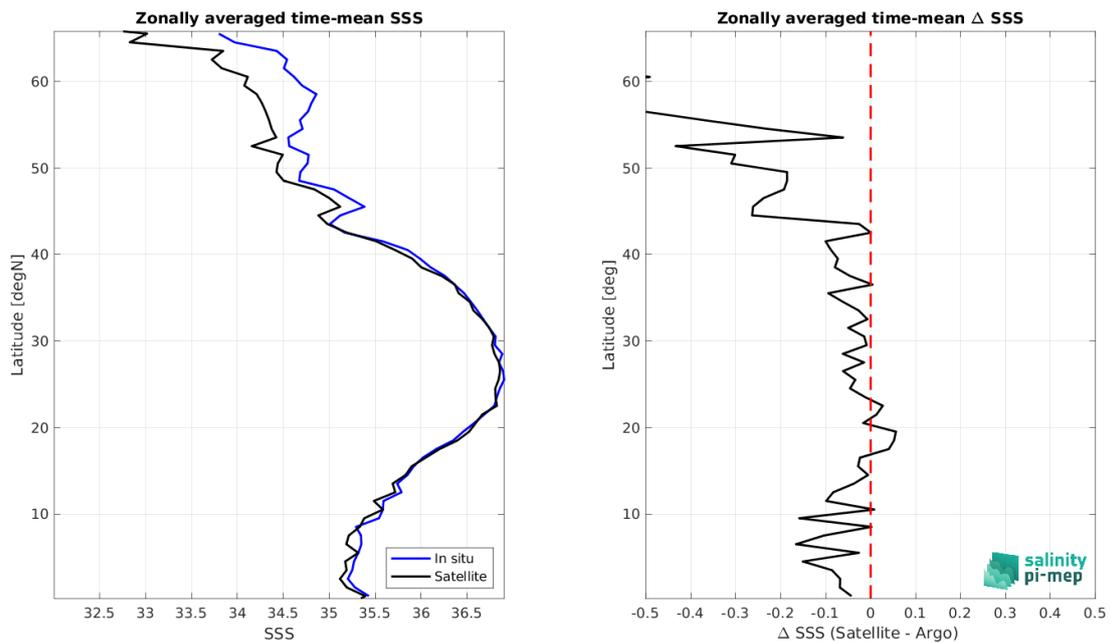 Zonally averaged time-mean SSS
Latitude [degN]
60
50
40
30
20
10
32.5 33 33.5 34 34.5 35 35.5 36 36.5
SSS
In situ
Satellite
Zonally averaged time-mean Δ SSS
Latitude [deg]
60
50
40
30
20
10
-0.5 -0.4 -0.3 -0.2 -0.1 0 0.1 0.2 0.3 0.4 0.5
Δ SSS (Satellite - Argo)
salinity
pi-mep